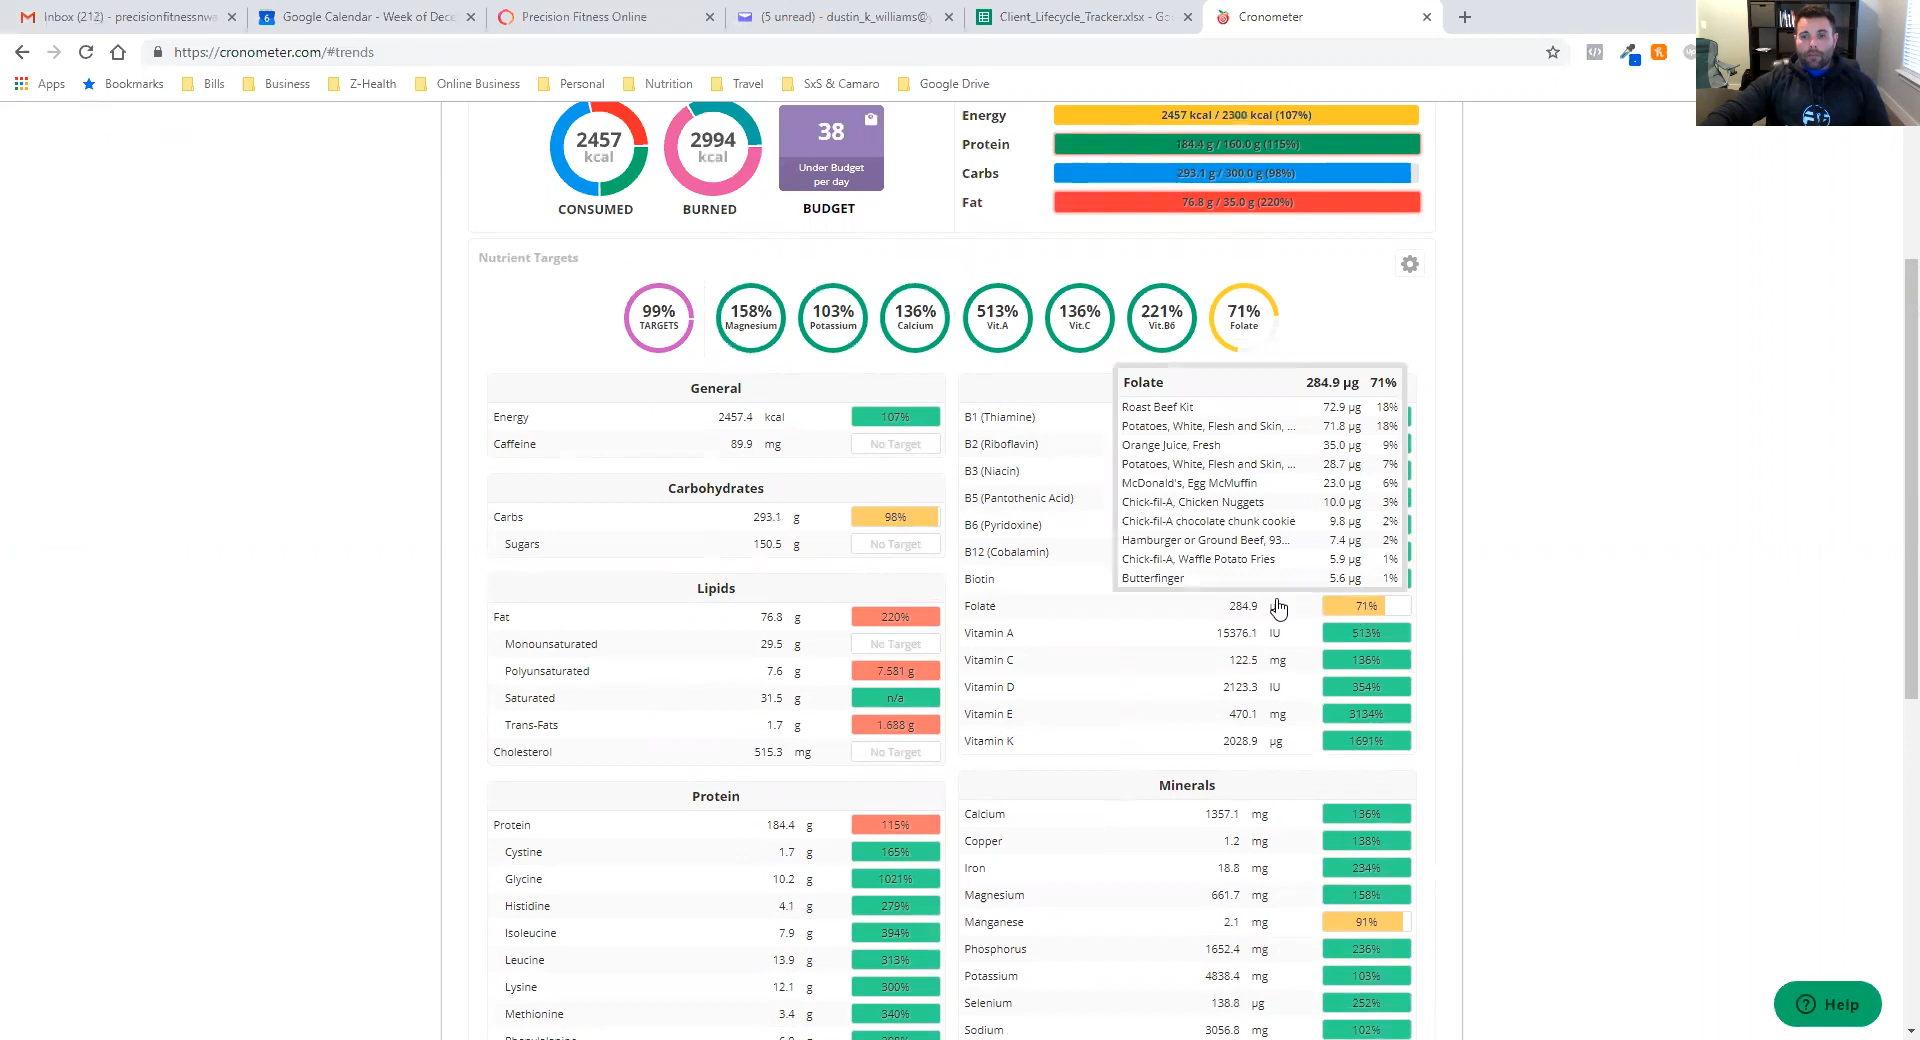 Inbox (212) - precisionfitnessnwa
Google Calendar - Week of Dece
Precision Fitness Online
(5 unread) - dustin_k_williams@y
Client_Lifecycle_Tracker.xlsx - Go
Cronometer
https://cronometer.com/#trends
Apps
Bookmarks
Bills
Business
Z-Health
Online Business
Personal
Nutrition
Travel
SxS & Camaro
Google Drive
2457
kcal
CONSUMED
2994
kcal
BURNED
38
Under Budget
per day
BUDGET
Energy 2457 kcal / 2300 kcal (107%)
Protein 184.4 g / 160.0 g (115%)
Carbs 293.1 g / 300.0 g (98%)
Fat 76.8 g / 35.0 g (220%)
Nutrient Targets
99%
TARGETS
158%
Magnesium
103%
Potassium
136%
Calcium
513%
Vit.A
136%
Vit.C
221%
Vit.B6
71%
Folate
General
Energy 2457.4 kcal 107%
Caffeine 89.9 mg No Target
Carbohydrates
Carbs 293.1 g 98%
Sugars 150.5 g No Target
Lipids
Fat 76.8 g 220%
Monounsaturated 29.5 g No Target
Polyunsaturated 7.6 g 7.581 g
Saturated 31.5 g n/a
Trans-Fats 1.7 g 1.688 g
Cholesterol 515.3 mg No Target
Protein
Protein 184.4 g 115%
Cystine 1.7 g 165%
Glycine 10.2 g 1021%
Histidine 4.1 g 279%
Isoleucine 7.9 g 394%
Leucine 13.9 g 313%
Lysine 12.1 g 300%
Methionine 3.4 g 340%
B1 (Thiamine)
B2 (Riboflavin)
B3 (Niacin)
B5 (Pantothenic Acid)
B6 (Pyridoxine)
B12 (Cobalamin)
Biotin
Folate 284.9 71%
Vitamin A 15376.1 IU 513%
Vitamin C 122.5 mg 136%
Vitamin D 2123.3 IU 354%
Vitamin E 470.1 mg 3134%
Vitamin K 2028.9 µg 1691%
Folate 284.9 µg 71%
Roast Beef Kit 72.9 µg 18%
Potatoes, White, Flesh and Skin, ... 71.8 µg 18%
Orange Juice, Fresh 35.0 µg 9%
Potatoes, White, Flesh and Skin, ... 28.7 µg 7%
McDonald's, Egg McMuffin 23.0 µg 6%
Chick-fil-A, Chicken Nuggets 10.0 µg 3%
Chick-fil-A chocolate chunk cookie 9.8 µg 2%
Hamburger or Ground Beef, 93... 7.4 µg 2%
Chick-fil-A, Waffle Potato Fries 5.9 µg 1%
Butterfinger 5.6 µg 1%
Minerals
Calcium 1357.1 mg 136%
Copper 1.2 mg 138%
Iron 18.8 mg 234%
Magnesium 661.7 mg 158%
Manganese 2.1 mg 91%
Phosphorus 1652.4 mg 236%
Potassium 4838.4 mg 103%
Selenium 138.8 µg 252%
Sodium 3056.8 mg 102%
Help